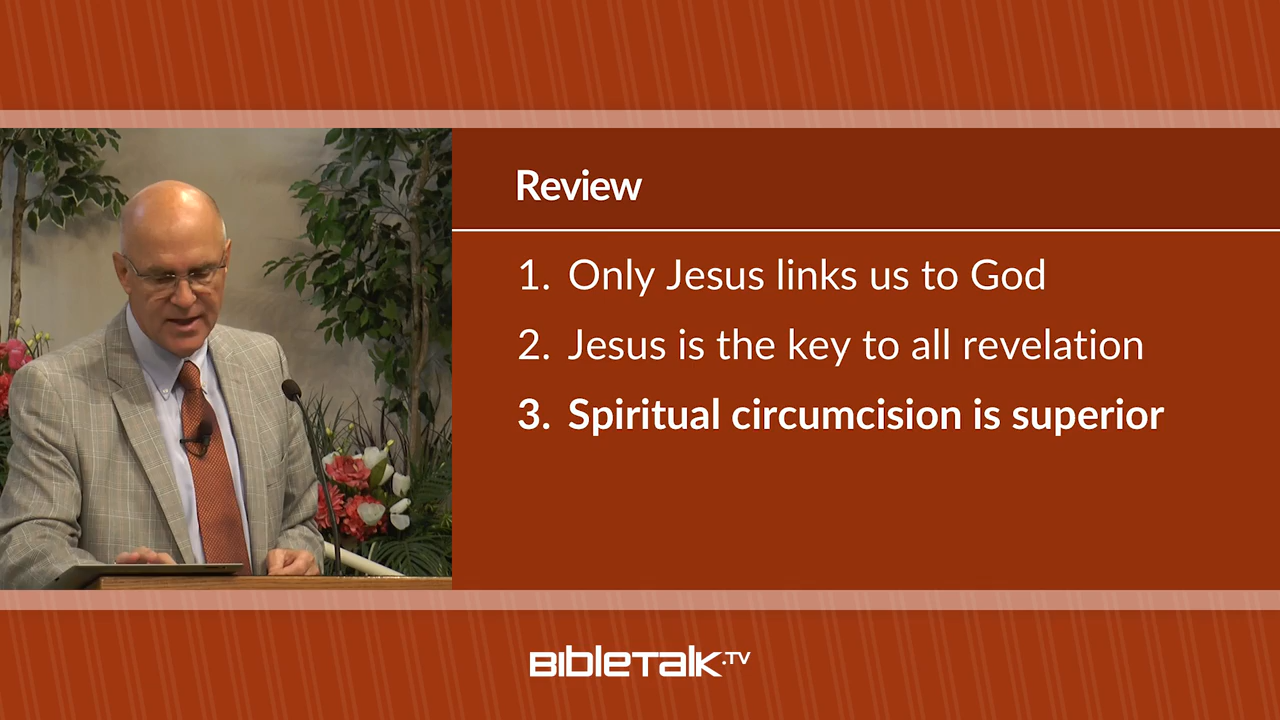 Review
1. Only Jesus links us to God
2. Jesus is the key to all revelation
3. Spiritual circumcision is superior
BIBLETALK.TV